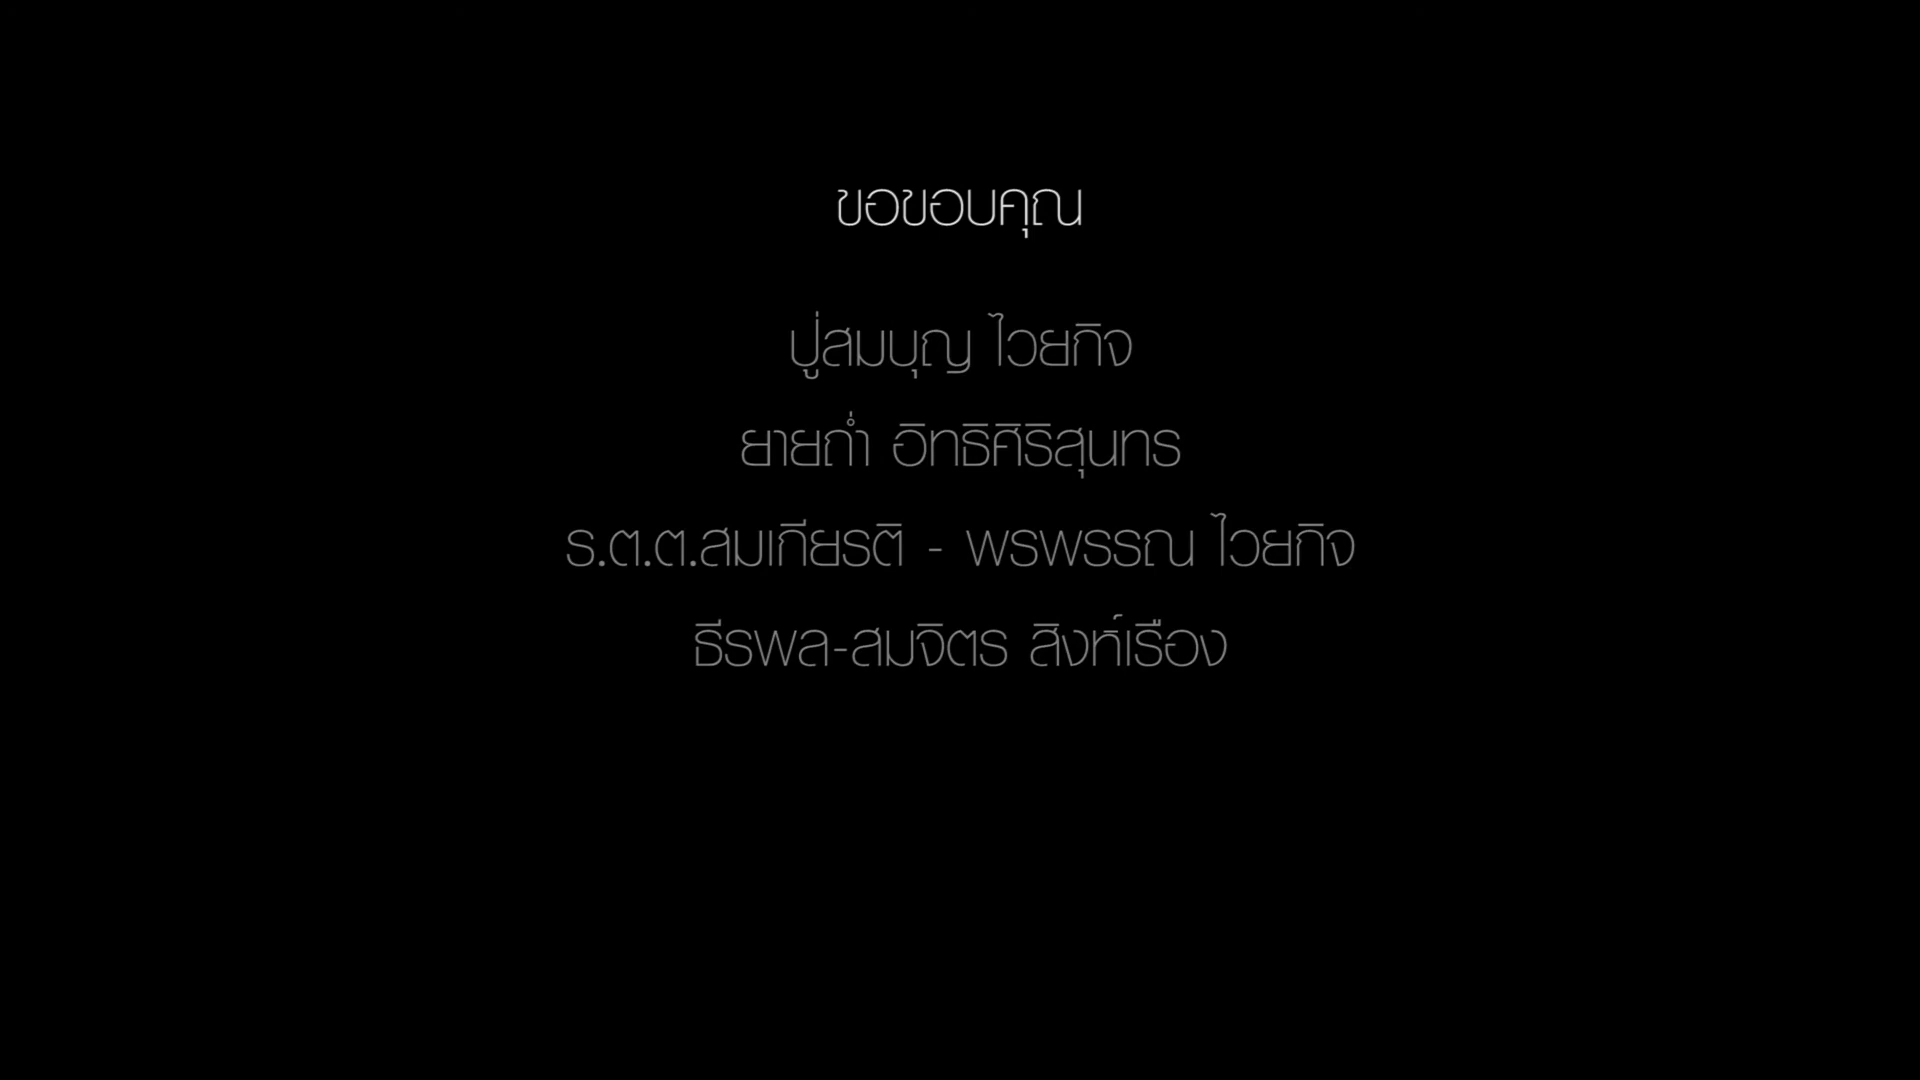 ขอขอบคุณ
ปู่สมบุญ ไวยกิจ
ยายถ่ำ อิทธิศิริสุนทร
ร.ต.ต.สมเกียรติ - พรพรรณ ไวยกิจ
ธีรพล-สมจิตร สิงห์เรือง